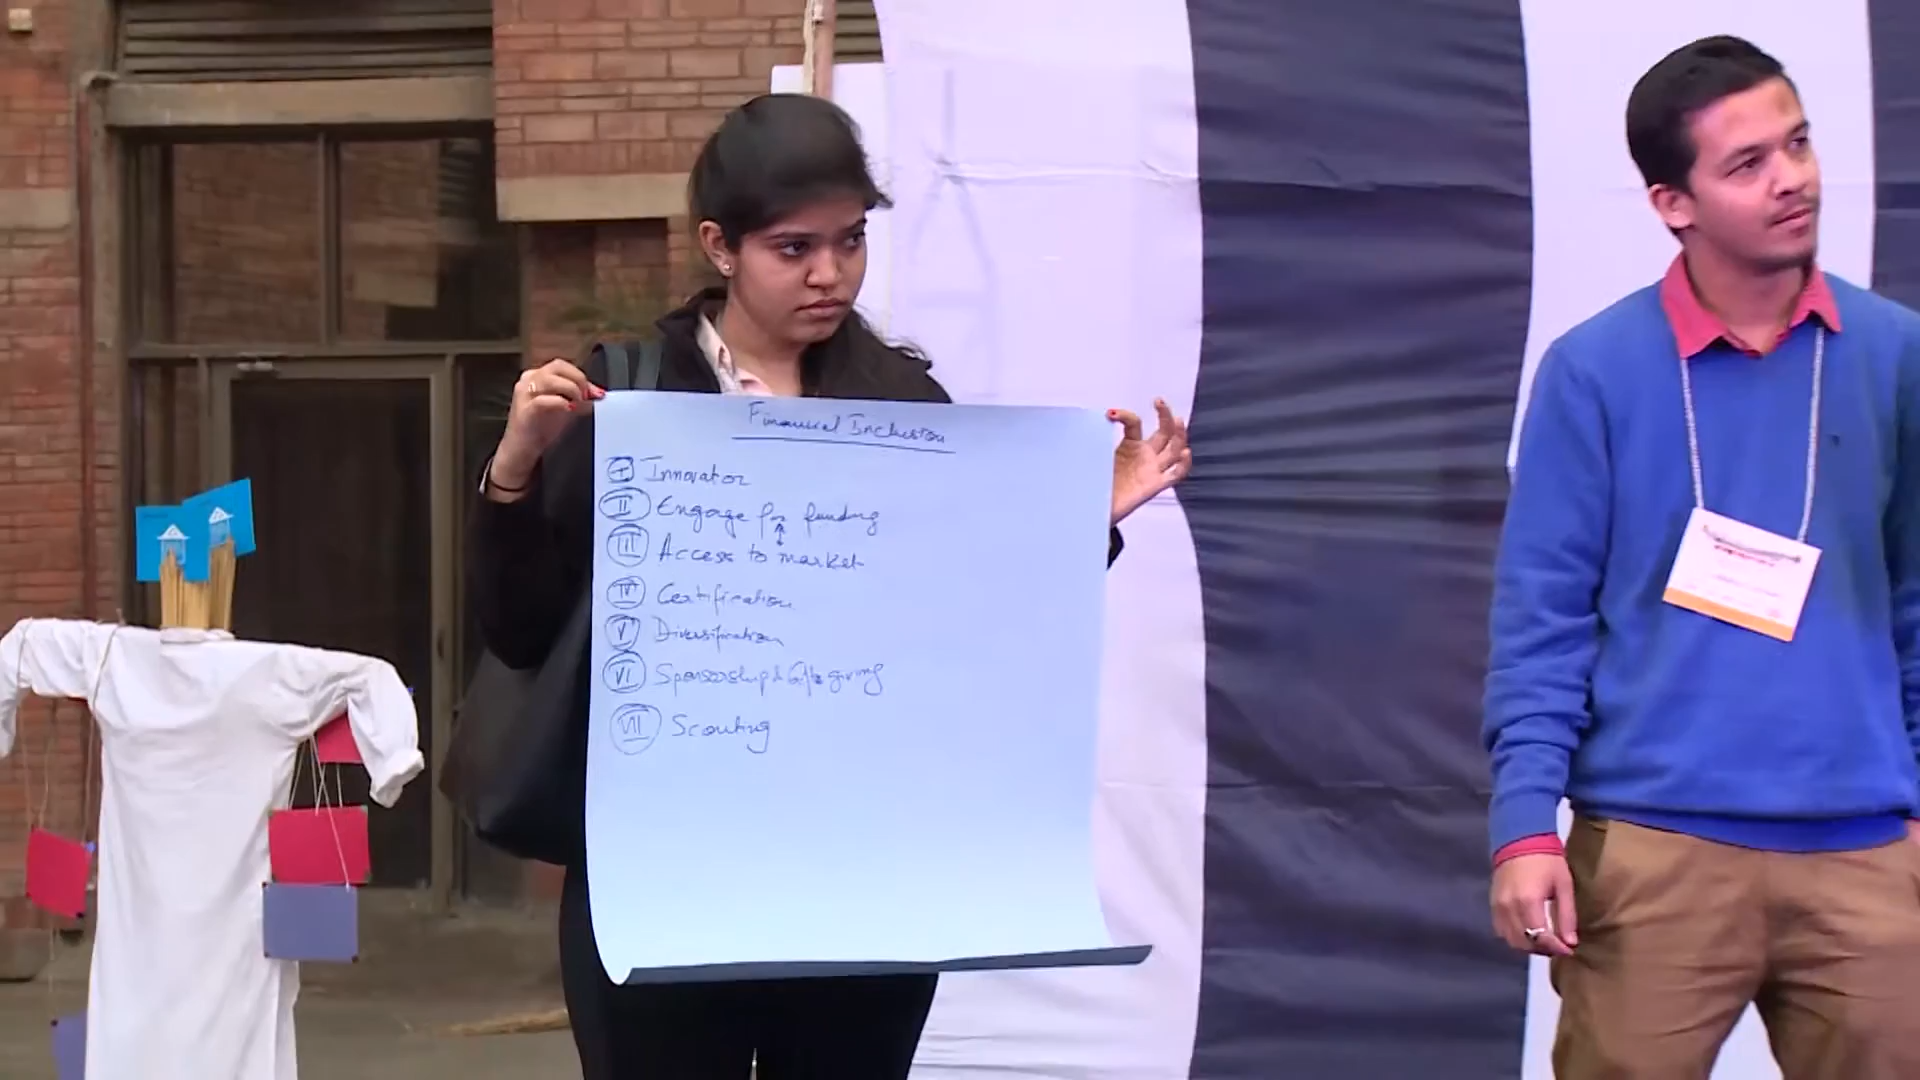 Financial Inclusion
I Innovator
II Engage for funding
III Access to market
IV Certification
V Diversification
VI Sponsorship & Gift giving
VII Scouting